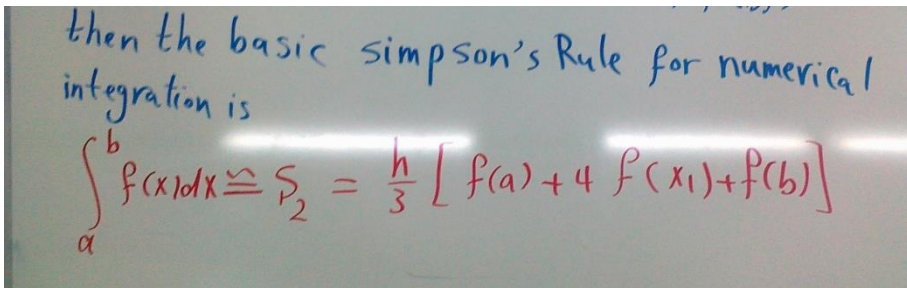 then the basic simpson's Rule for numerical
integration is
∫_a^b f(x)dx ≅ S_2 = h/3 [ f(a) + 4 f(x_1) + f(b) ]